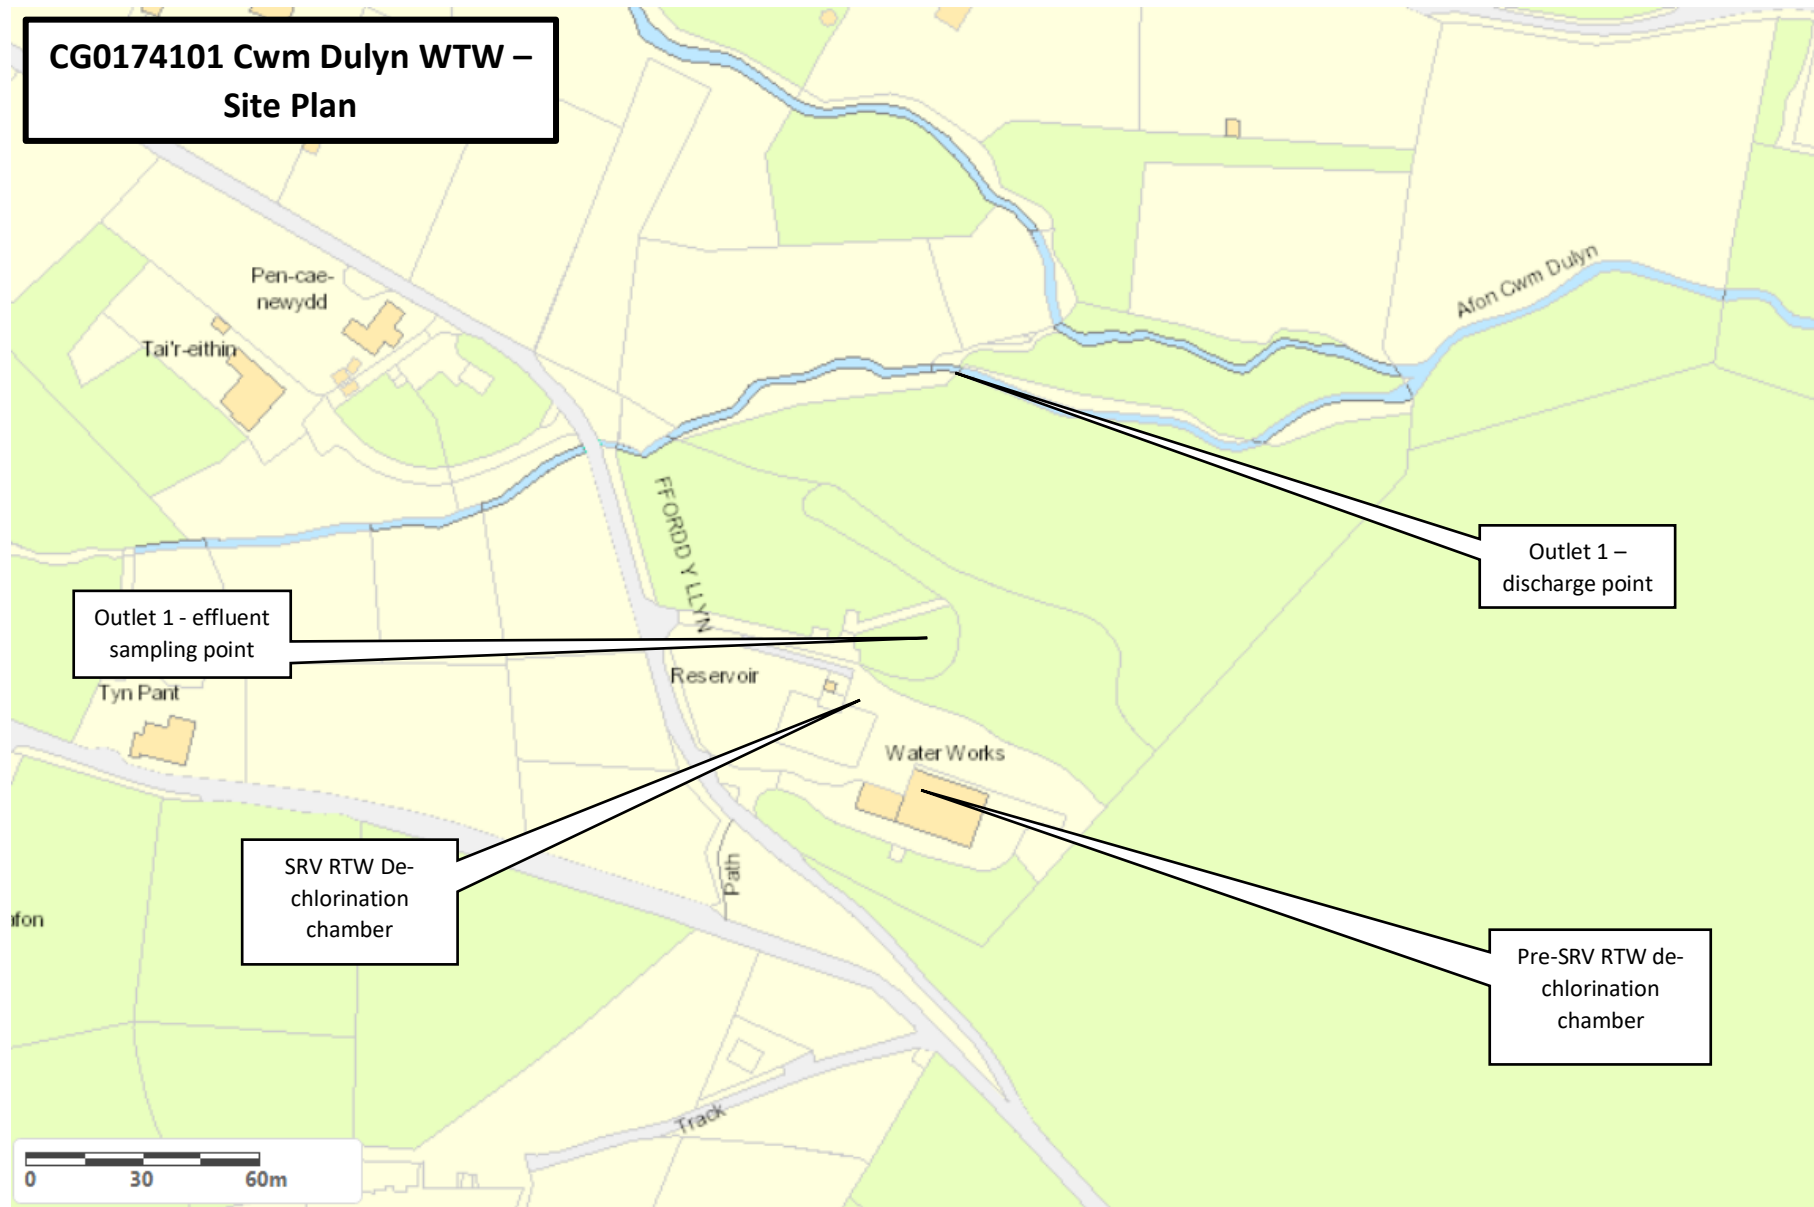 CG0174101 Cwm Dulyn WTW –
Site Plan
Pen-cae-
newydd
Tai'r-eithin
Afon Cwm Dulyn
FFORDD Y LLYN
Outlet 1 –
discharge point
Outlet 1 - effluent
sampling point
Tyn Pant
Reservoir
Water Works
SRV RTW De-
chlorination
chamber
Path
afon
Pre-SRV RTW de-
chlorination
chamber
Track
0 30 60m